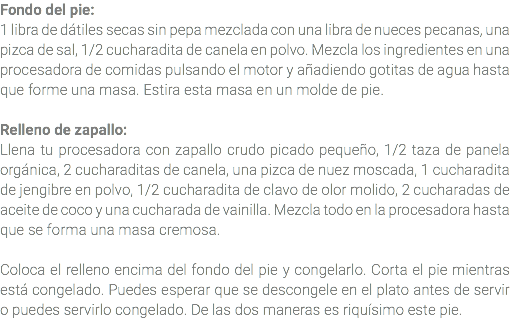 Fondo del pie:
1 libra de dátiles secas sin pepa mezclada con una libra de nueces pecanas, una
pizca de sal, 1/2 cucharadita de canela en polvo. Mezcla los ingredientes en una
procesadora de comidas pulsando el motor y añadiendo gotitas de agua hasta
que forme una masa. Estira esta masa en un molde de pie.

Relleno de zapallo:
Llena tu procesadora con zapallo crudo picado pequeño, 1/2 taza de panela
orgánica, 2 cucharaditas de canela, una pizca de nuez moscada, 1 cucharadita
de jengibre en polvo, 1/2 cucharadita de clavo de olor molido, 2 cucharadas de
aceite de coco y una cucharada de vainilla. Mezcla todo en la procesadora hasta
que se forma una masa cremosa.

Coloca el relleno encima del fondo del pie y congelarlo. Corta el pie mientras
está congelado. Puedes esperar que se descongele en el plato antes de servir
o puedes servirlo congelado. De las dos maneras es riquísimo este pie.